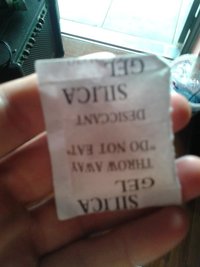 SILICA
GEL
THROW AWAY
"DO NOT EAT"
DESICCANT
SILICA
GEL